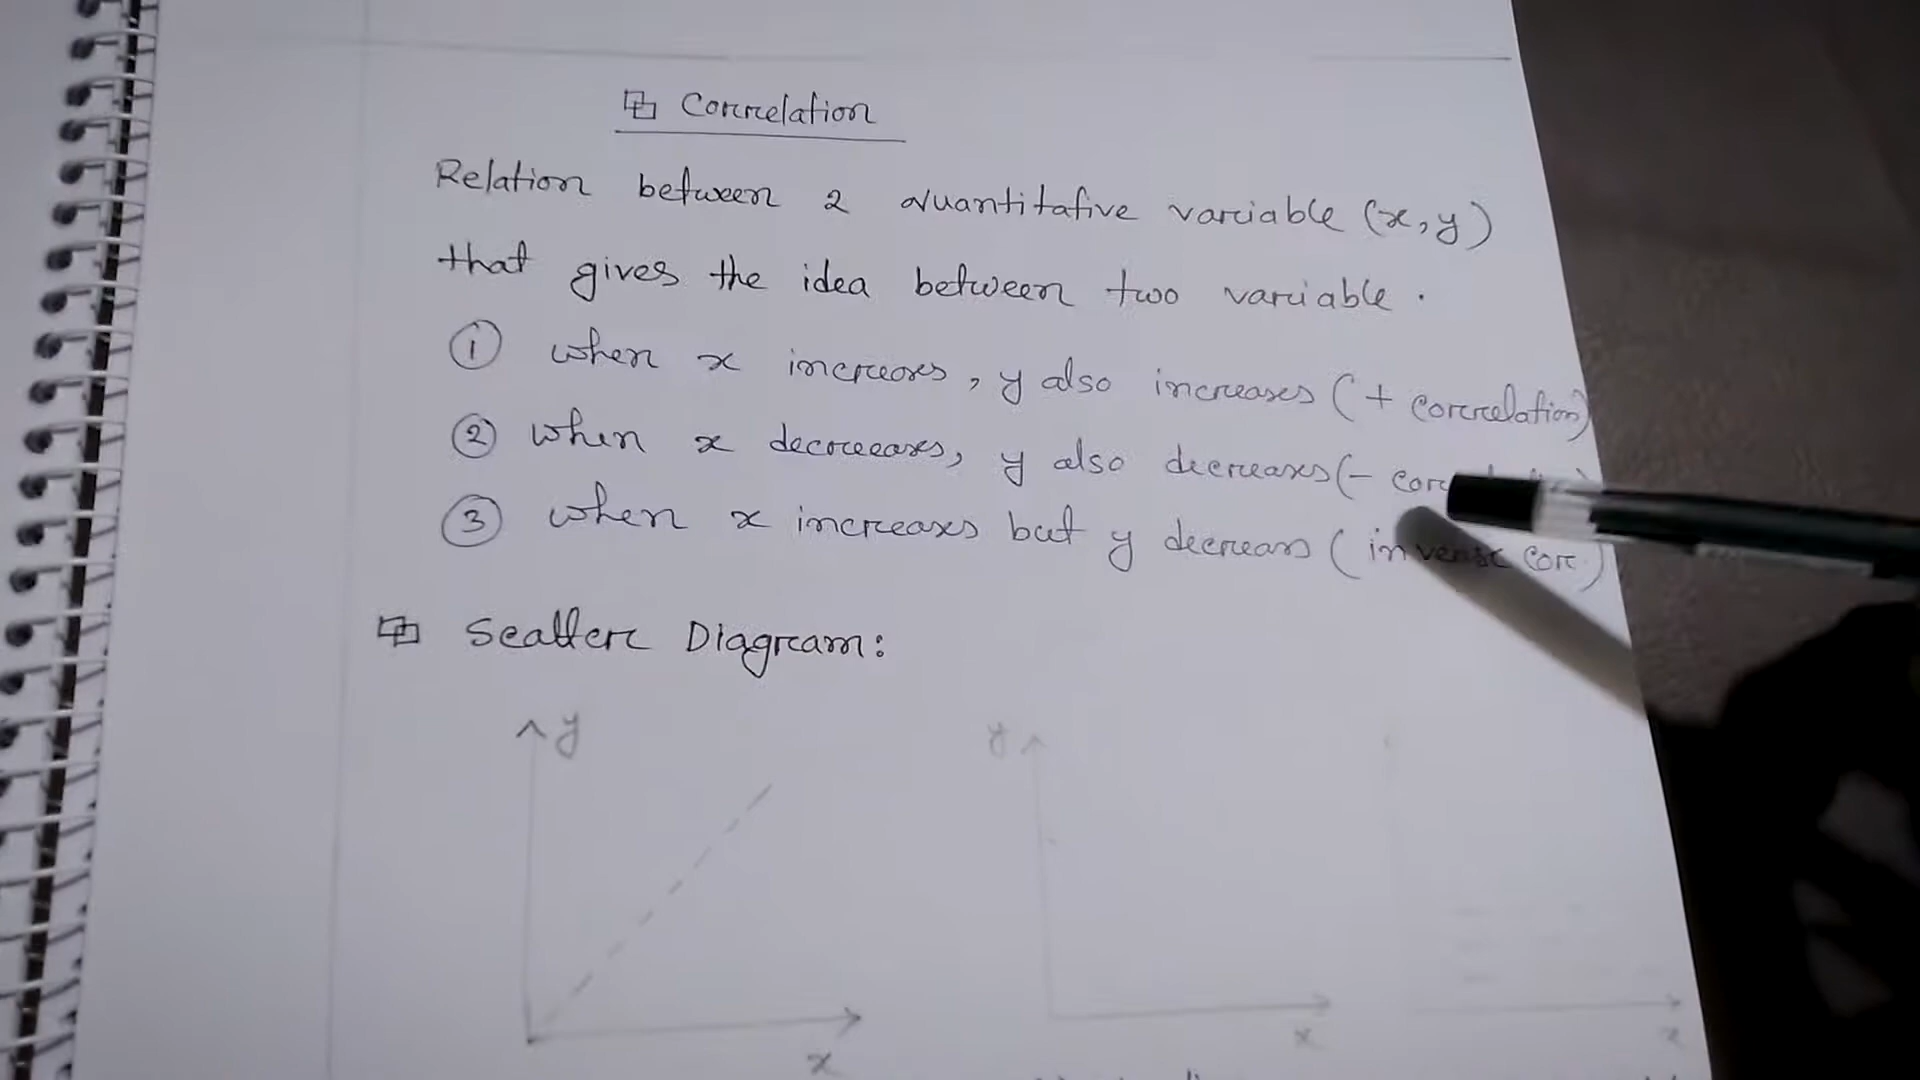 Correlation
Relation between 2 quantitative variable (x,y)
that gives the idea between two variable.
① when x increases, y also increases (+ correlation)
② when x decreases, y also decreases (-
③ when x increases but y decreases (inverse cor.)
Scatter Diagram:
y
y
x
x
x